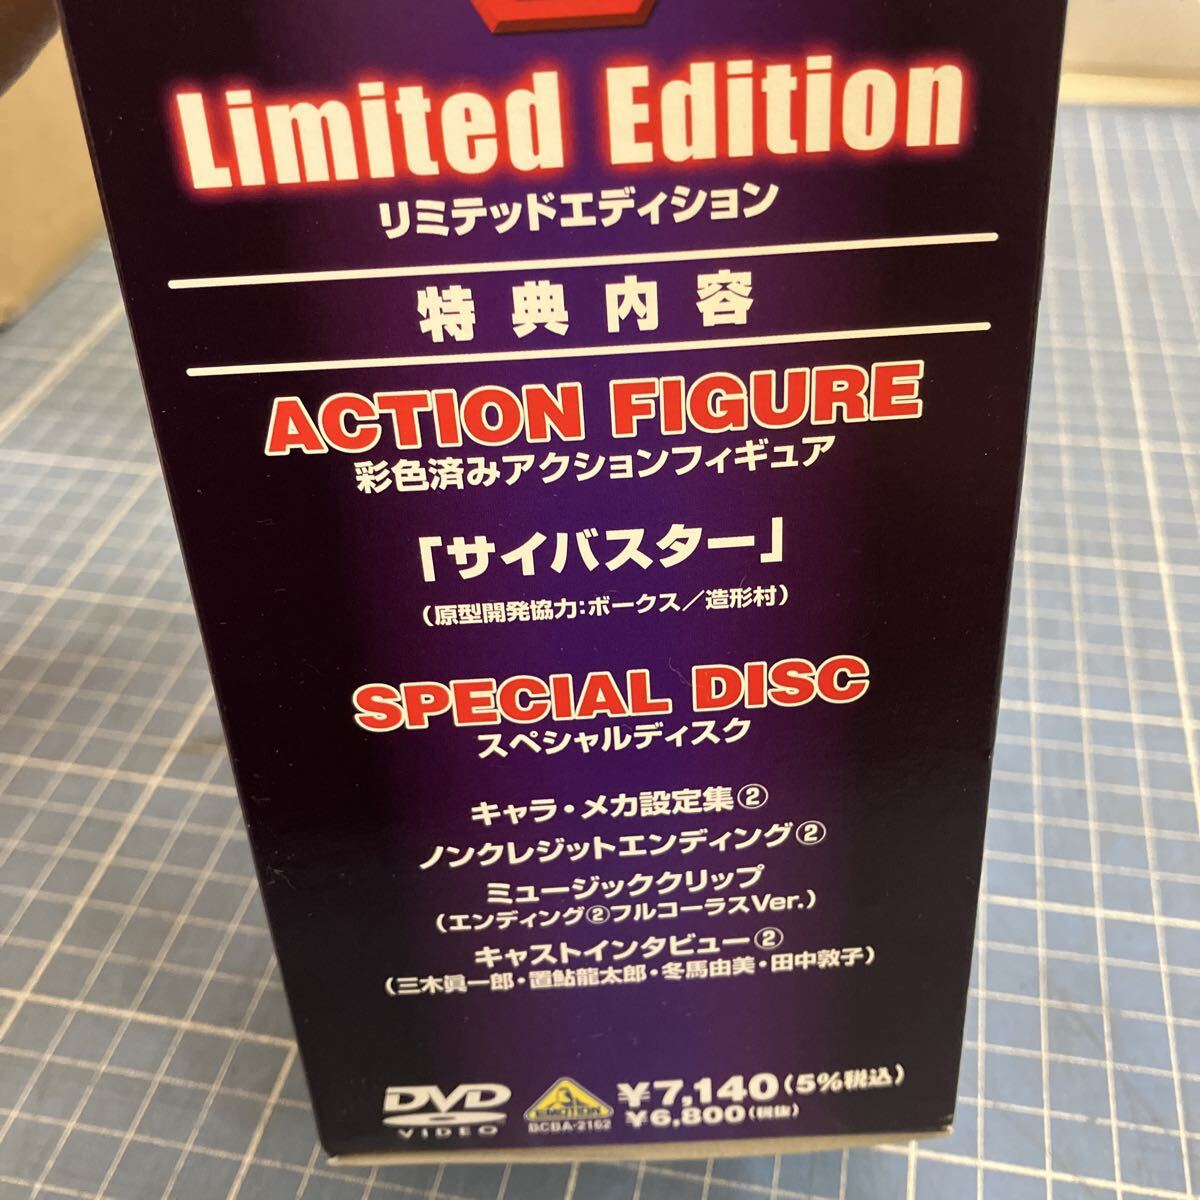 Limited Edition
リミテッドエディション
特典内容
ACTION FIGURE
彩色済みアクションフィギュア
「サイバスター」
(原型開発協力:ボークス/造形村)
SPECIAL DISC
スペシャルディスク
キャラ・メカ設定集②
ノンクレジットエンディング②
ミュージッククリップ
(エンディング②フルコーラスVer.)
キャストインタビュー②
(三木眞一郎・置鮎龍太郎・冬馬由美・田中敦子)
DVD
VIDEO
EMOTION
BCBA-2162
¥7,140(5%税込)
¥6,800(税抜)